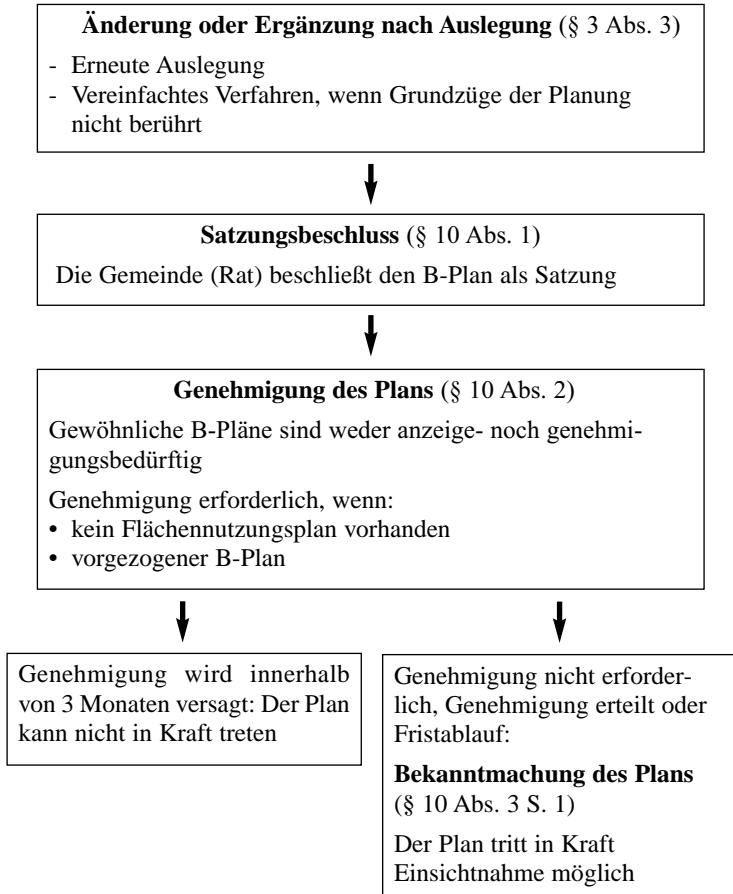 Änderung oder Ergänzung nach Auslegung (§ 3 Abs. 3)
- Erneute Auslegung
- Vereinfachtes Verfahren, wenn Grundzüge der Planung
nicht berührt
Satzungsbeschluss (§ 10 Abs. 1)
Die Gemeinde (Rat) beschließt den B-Plan als Satzung
Genehmigung des Plans (§ 10 Abs. 2)
Gewöhnliche B-Pläne sind weder anzeige- noch genehmi-
gungsbedürftig
Genehmigung erforderlich, wenn:
• kein Flächennutzungsplan vorhanden
• vorgezogener B-Plan
Genehmigung wird innerhalb
von 3 Monaten versagt: Der Plan
kann nicht in Kraft treten
Genehmigung nicht erforder-
lich, Genehmigung erteilt oder
Fristablauf:
Bekanntmachung des Plans
(§ 10 Abs. 3 S. 1)
Der Plan tritt in Kraft
Einsichtnahme möglich